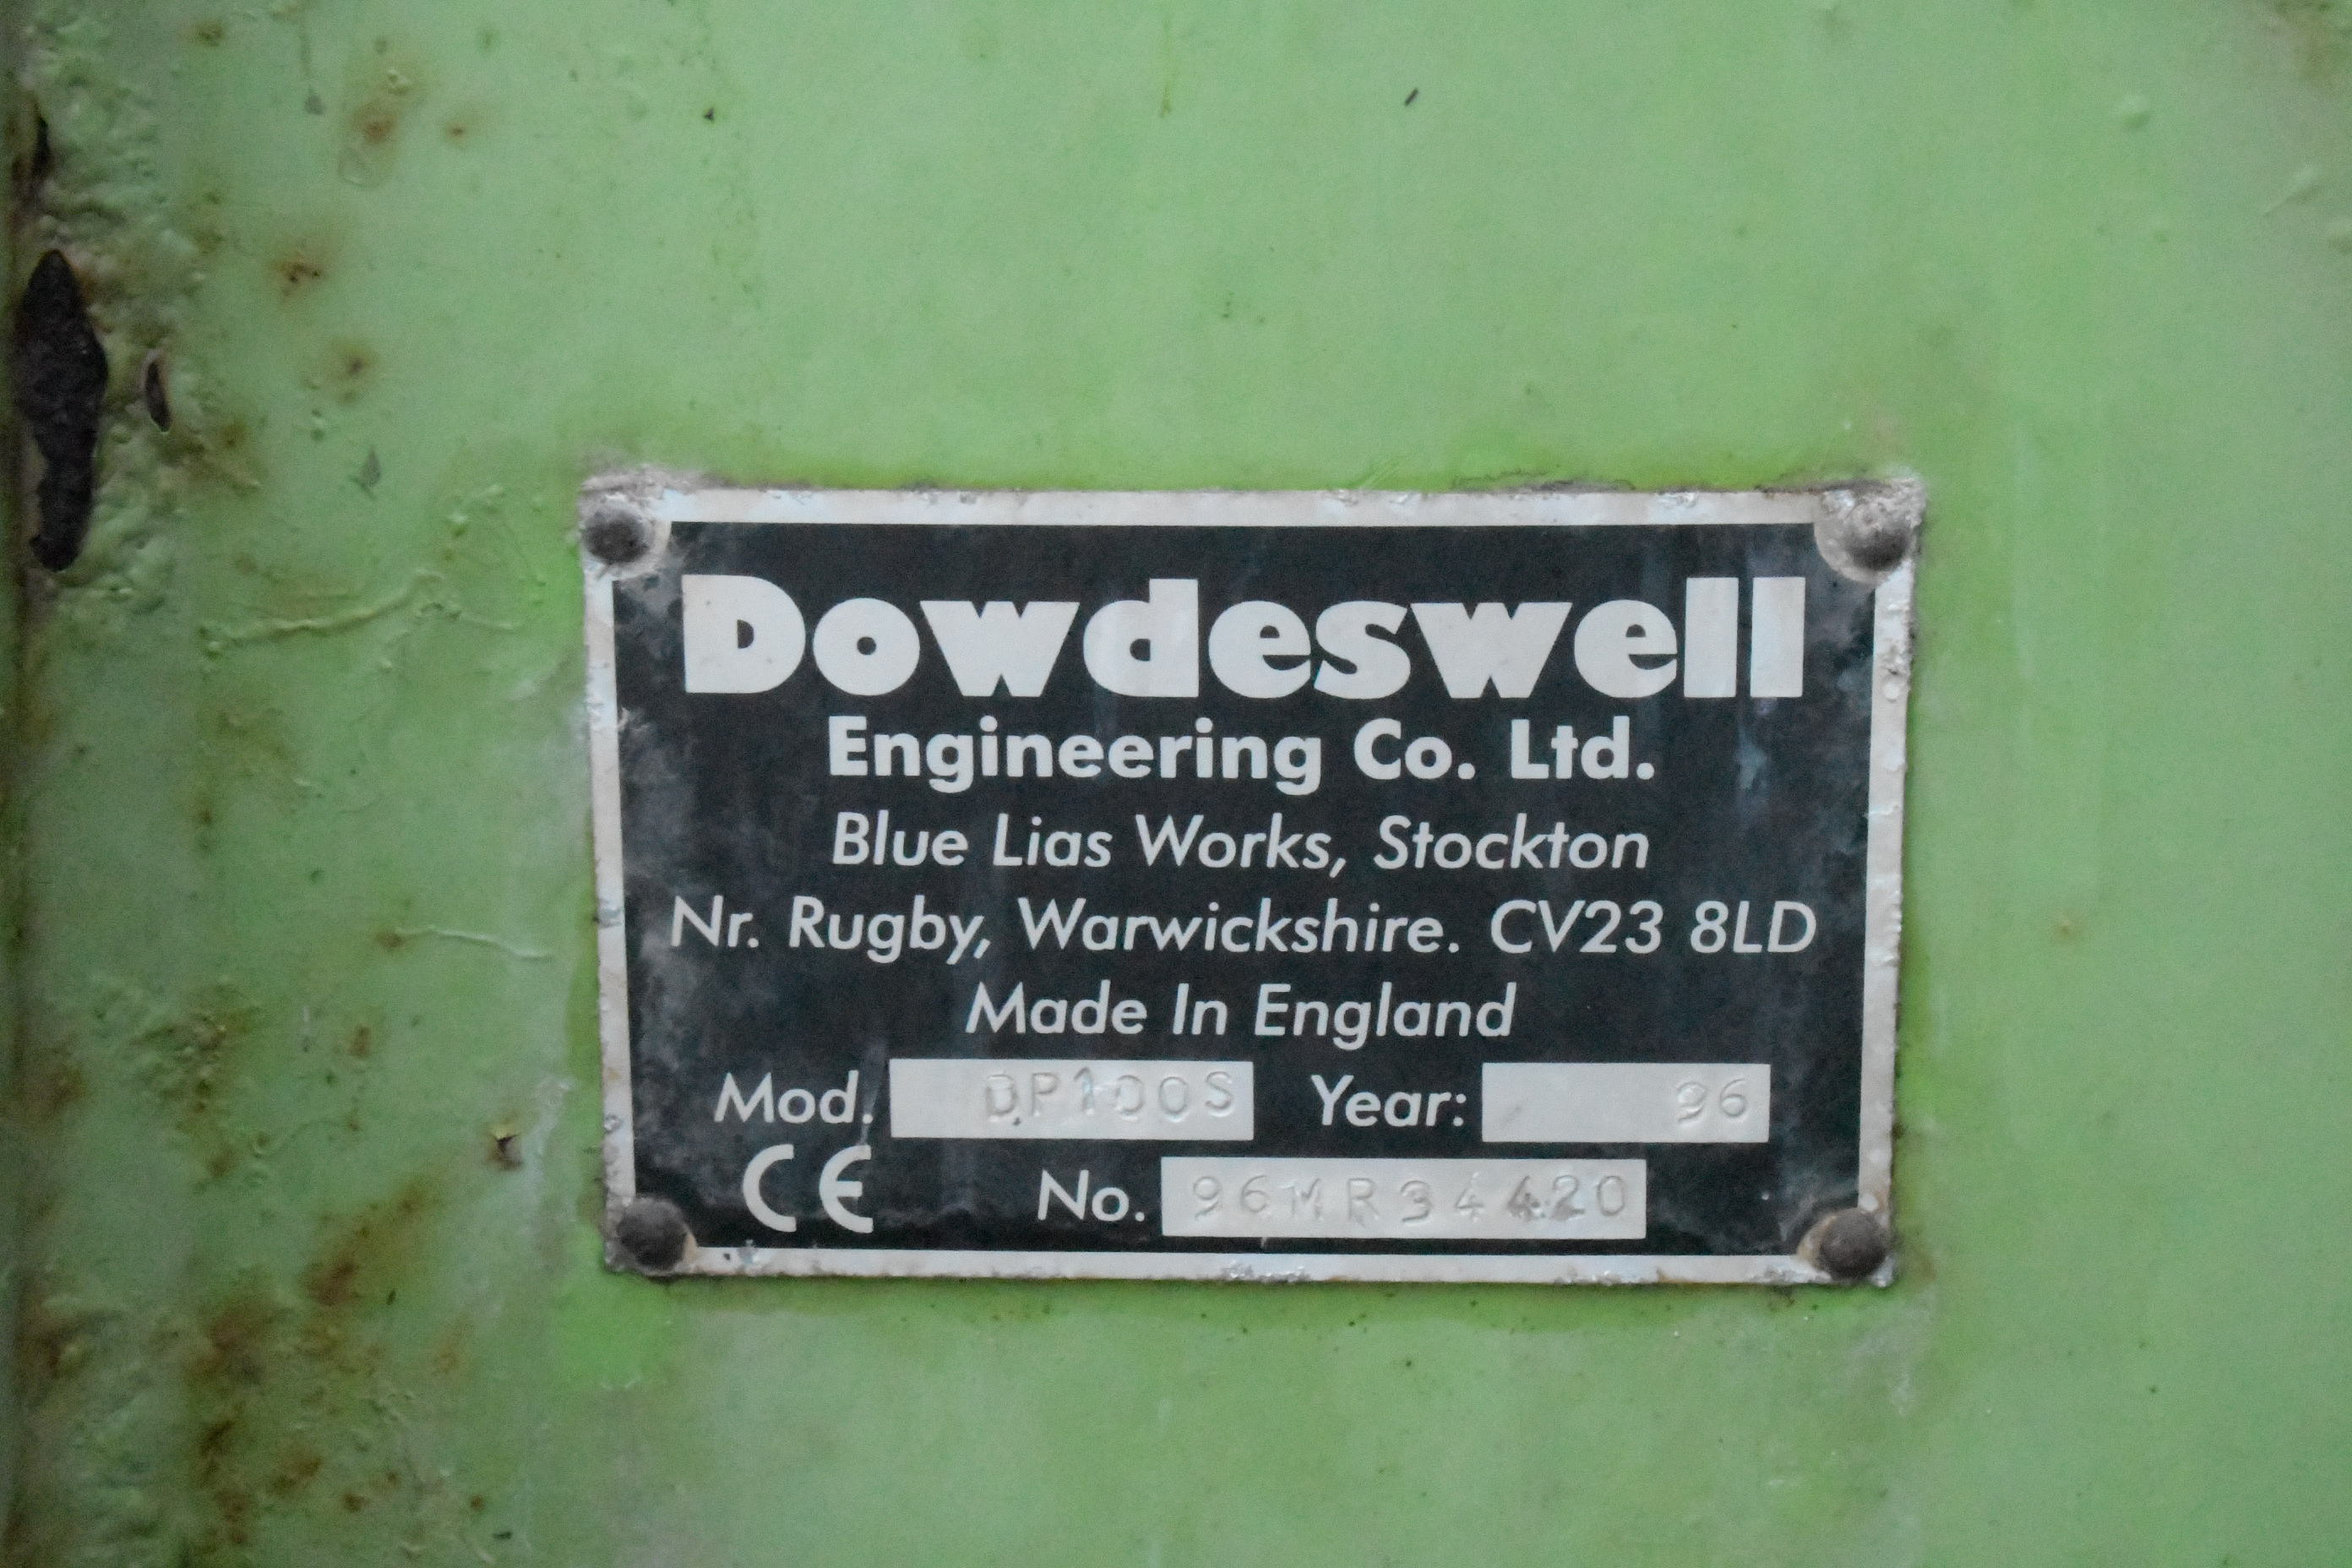 Dowdeswell
Engineering Co. Ltd.
Blue Lias Works, Stockton
Nr. Rugby, Warwickshire. CV23 8LD
Made In England
Mod. DP100S Year: 96
CE No. 96MR34420